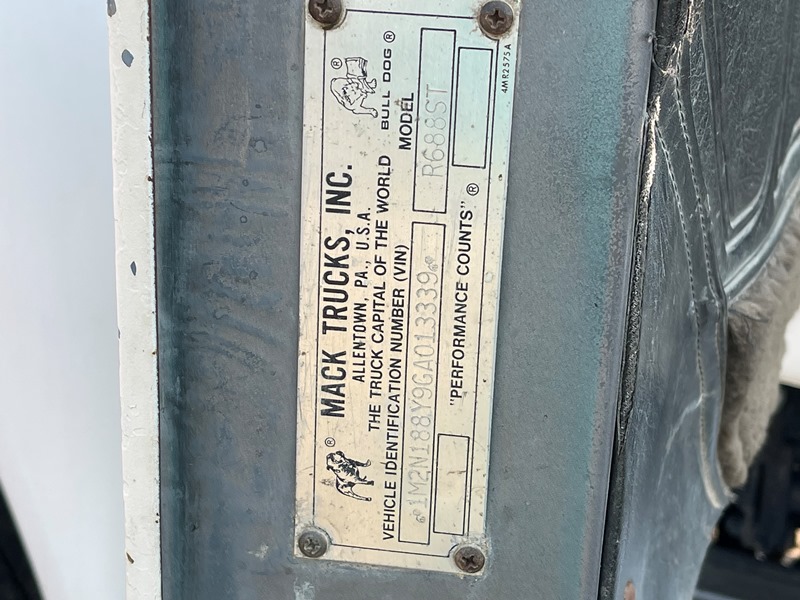 BULL DOG ®
MACK TRUCKS, INC.
ALLENTOWN, PA., U.S.A.
THE TRUCK CAPITAL OF THE WORLD
VEHICLE IDENTIFICATION NUMBER (VIN)
1M2N188Y9GA013339
MODEL
R688ST
"PERFORMANCE COUNTS" ®
4MR2575A